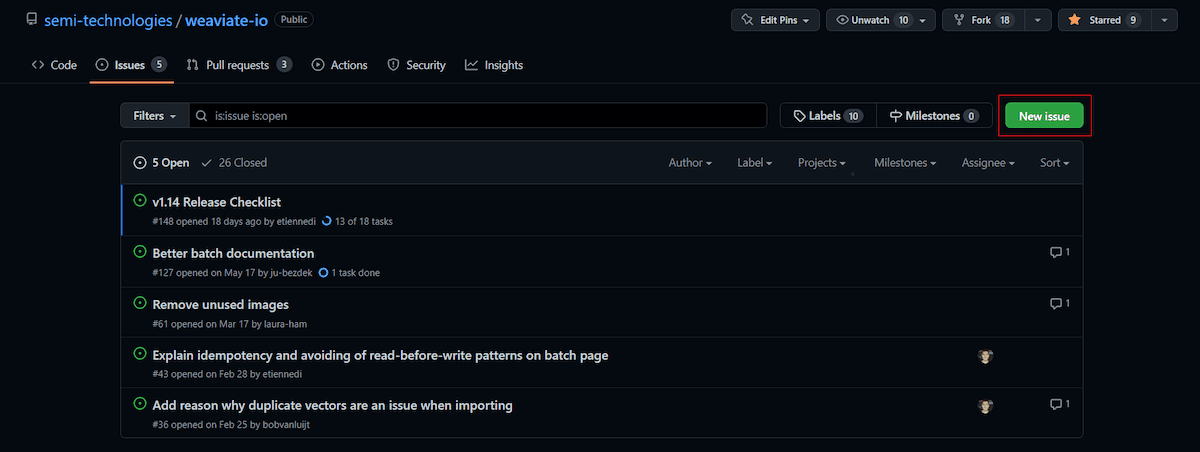 semi-technologies / weaviate-io Public Edit Pins Unwatch 10 Fork 18 Starred 9
Code Issues 5 Pull requests 3 Actions Security Insights
Filters is:issue is:open Labels 10 Milestones 0 New issue
5 Open 26 Closed Author Label Projects Milestones Assignee Sort
v1.14 Release Checklist
#148 opened 18 days ago by etiennedi 13 of 18 tasks
Better batch documentation 1
#127 opened on May 17 by ju-bezdek 1 task done
Remove unused images 1
#61 opened on Mar 17 by laura-ham
Explain idempotency and avoiding of read-before-write patterns on batch page
#43 opened on Feb 28 by etiennedi
Add reason why duplicate vectors are an issue when importing 1
#36 opened on Feb 25 by bobvanluijt